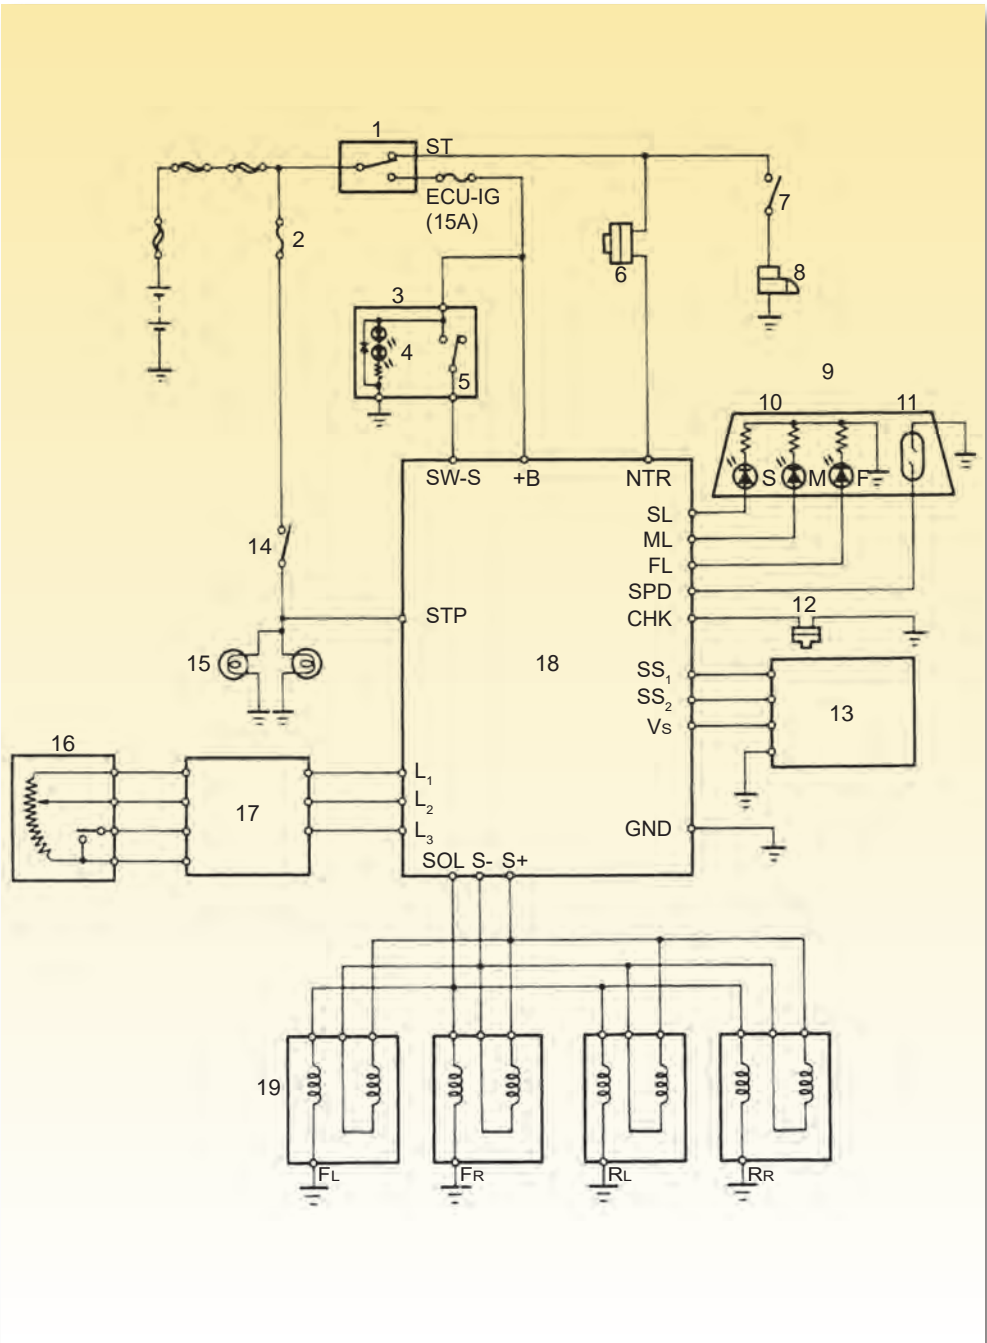 1
ST
ECU-IG
(15A)
2
7
6
8
3
4
5
9
10 11
S M F
SW-S +B NTR
SL
ML
FL
SPD
14
12
STP CHK
15
18
SS1
SS2
VS
13
16
17
L1
L2
L3
GND
SOL S- S+
19
FL FR RL RR